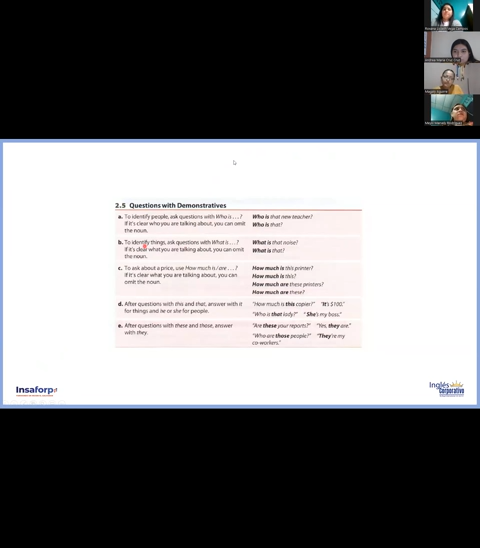 2.5 Questions with Demonstratives
a. To identify people, ask questions with Who is . . . ?
If it's clear who you are talking about, you can omit
the noun.
Who is that new teacher?
Who is that?
b. To identify things, ask questions with What is . . . ?
If it's clear what you are talking about, you can omit
the noun.
What is that noise?
What is that?
c. To ask about a price, use How much is / are . . . ?
If it's clear what you are talking about, you can
omit the noun.
How much is this printer?
How much is this?
How much are these printers?
How much are these?
d. After questions with this and that, answer with it
for things and he or she for people.
"How much is this copier?" "It's $100."
"Who is that lady?" "She's my boss."
e. After questions with these and those, answer
with they.
"Are these your reports?" "Yes, they are."
"Who are those people?" "They're my
co-workers."
Insaforp
Inglés
Corporativo